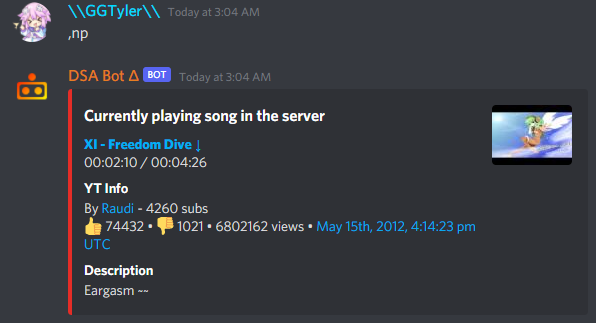 \\GGTyler\\ Today at 3:04 AM
,np
DSA Bot Δ BOT Today at 3:04 AM
Currently playing song in the server
XI - Freedom Dive ↓
00:02:10 / 00:04:26
YT Info
By Raudi - 4260 subs
👍 74432 • 👎 1021 • 6802162 views • May 15th, 2012, 4:14:23 pm
UTC
Description
Eargasm ~~